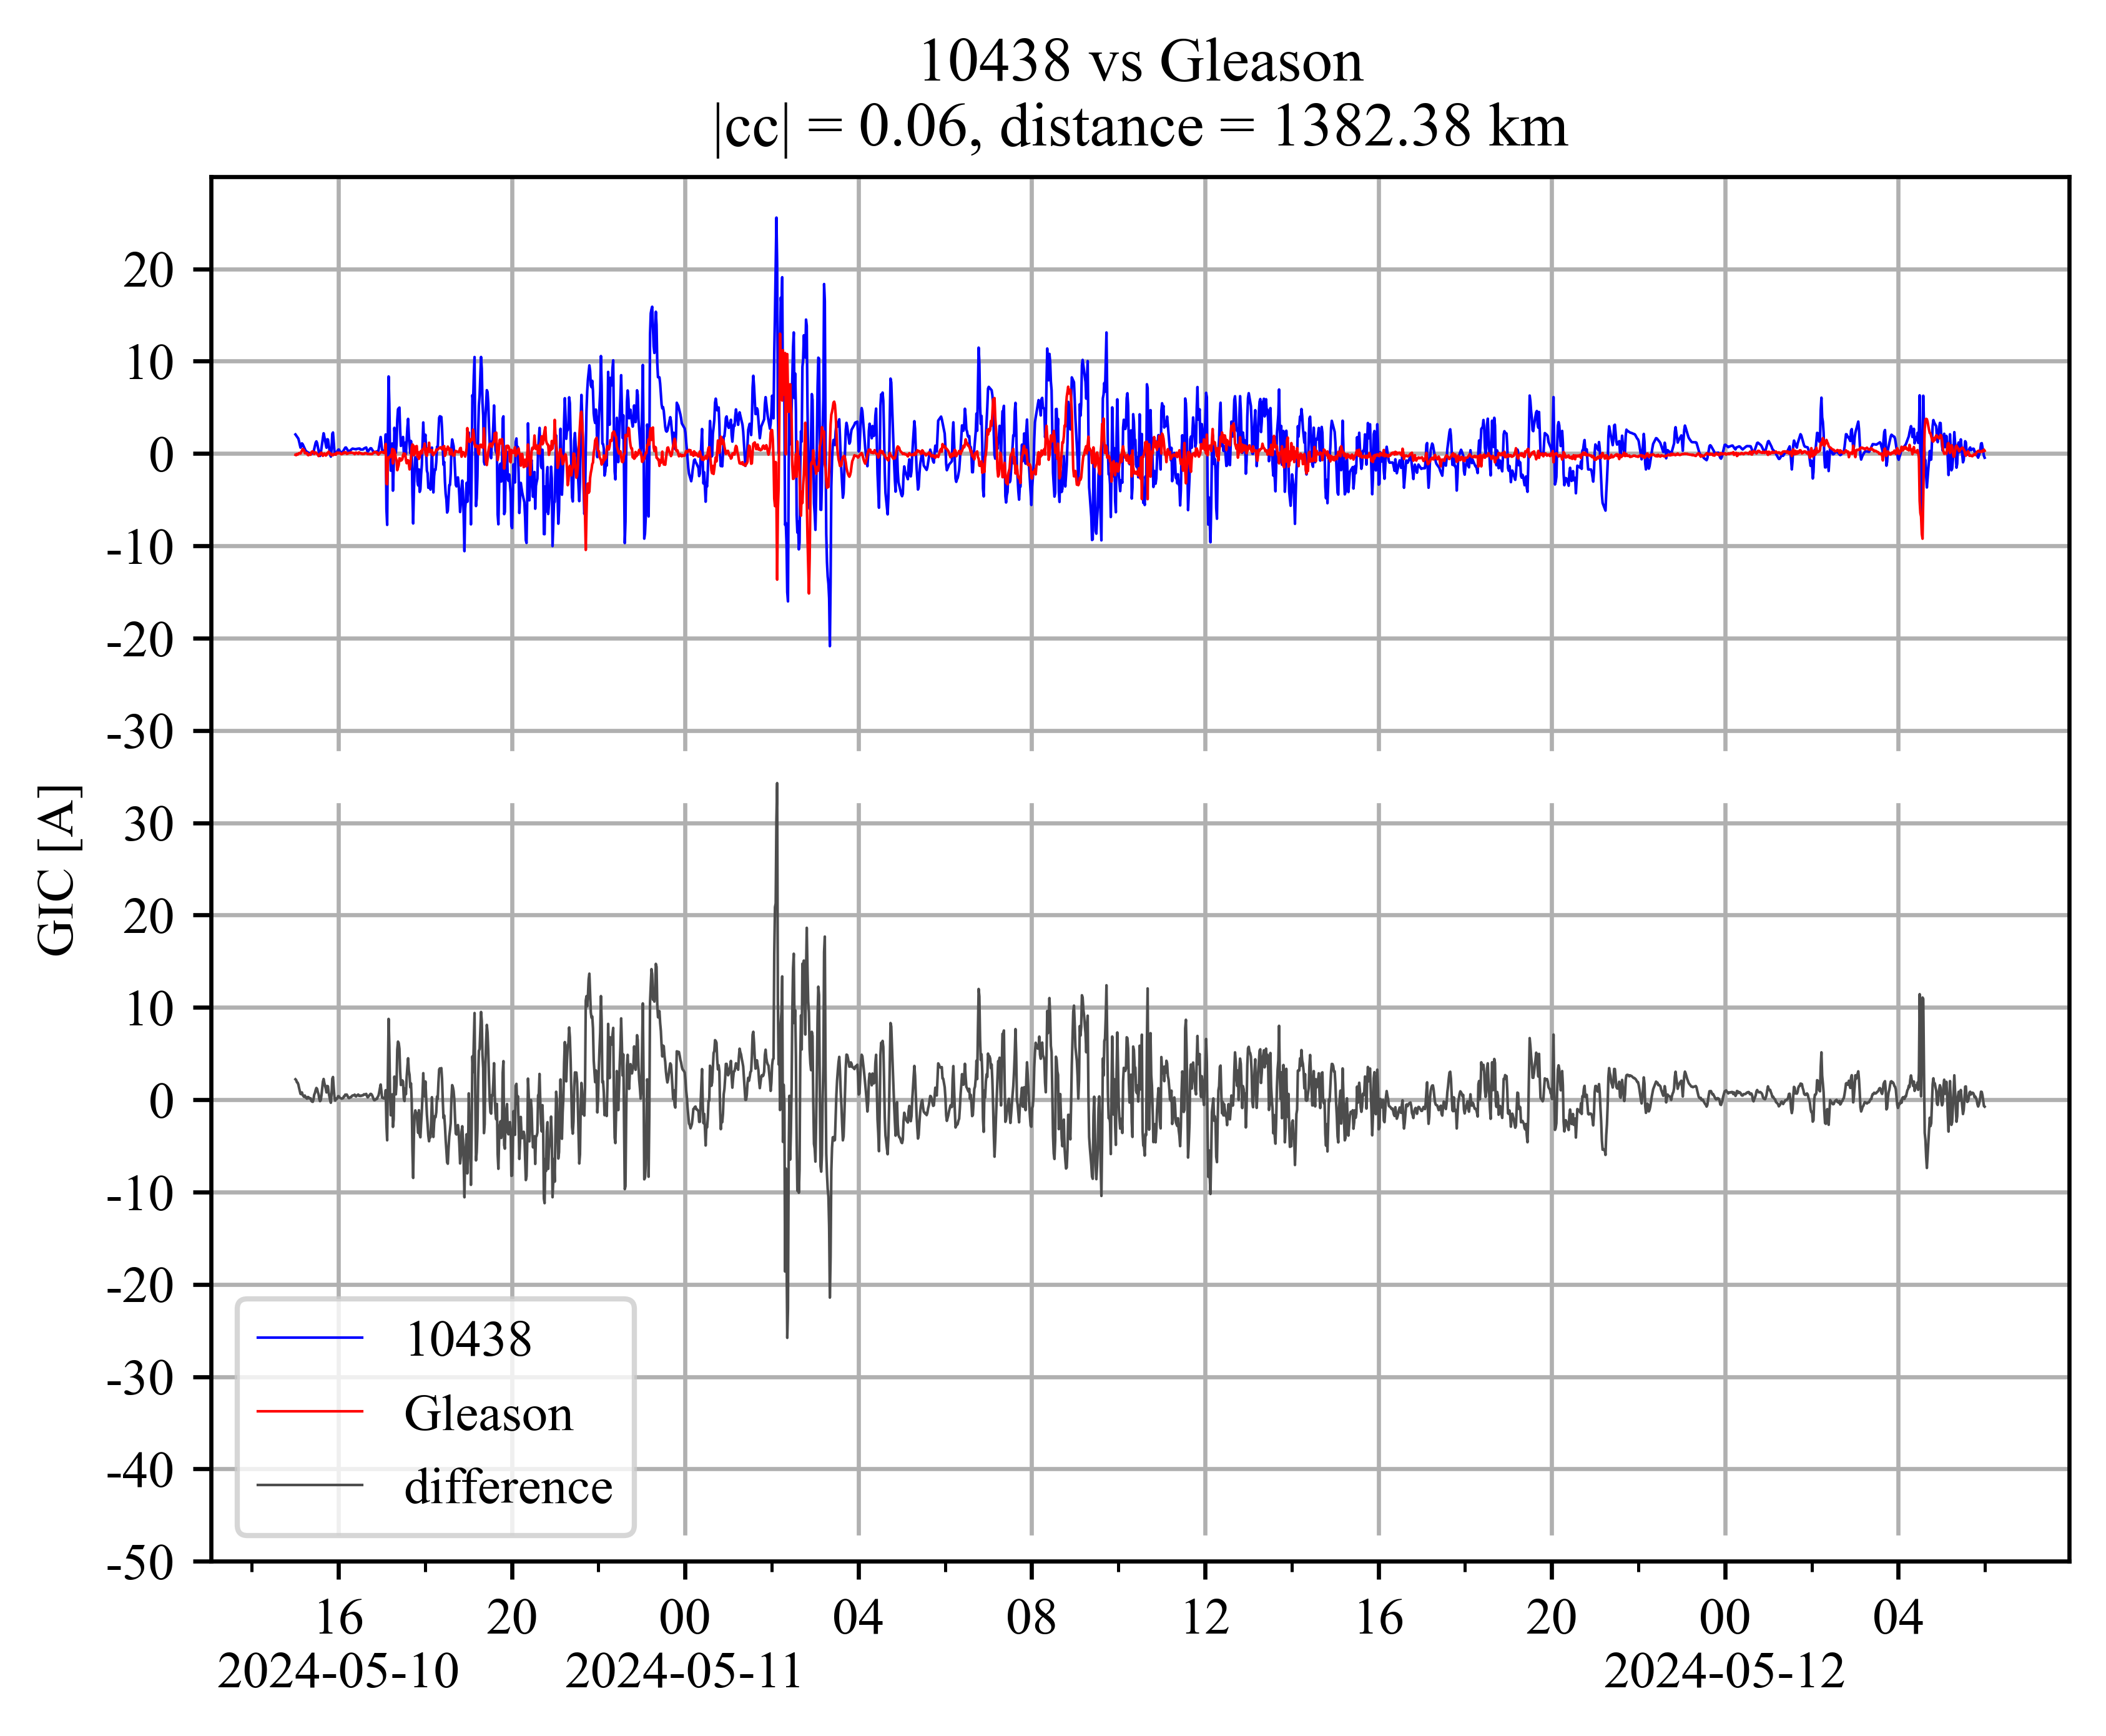 10438 vs Gleason
|cc| = 0.06, distance = 1382.38 km
GIC [A]
20
10
0
-10
-20
-30
30
20
10
0
-10
-20
-30
-40
-50
10438
Gleason
difference
16 20 00 04 08 12 16 20 00 04
2024-05-10 2024-05-11 2024-05-12